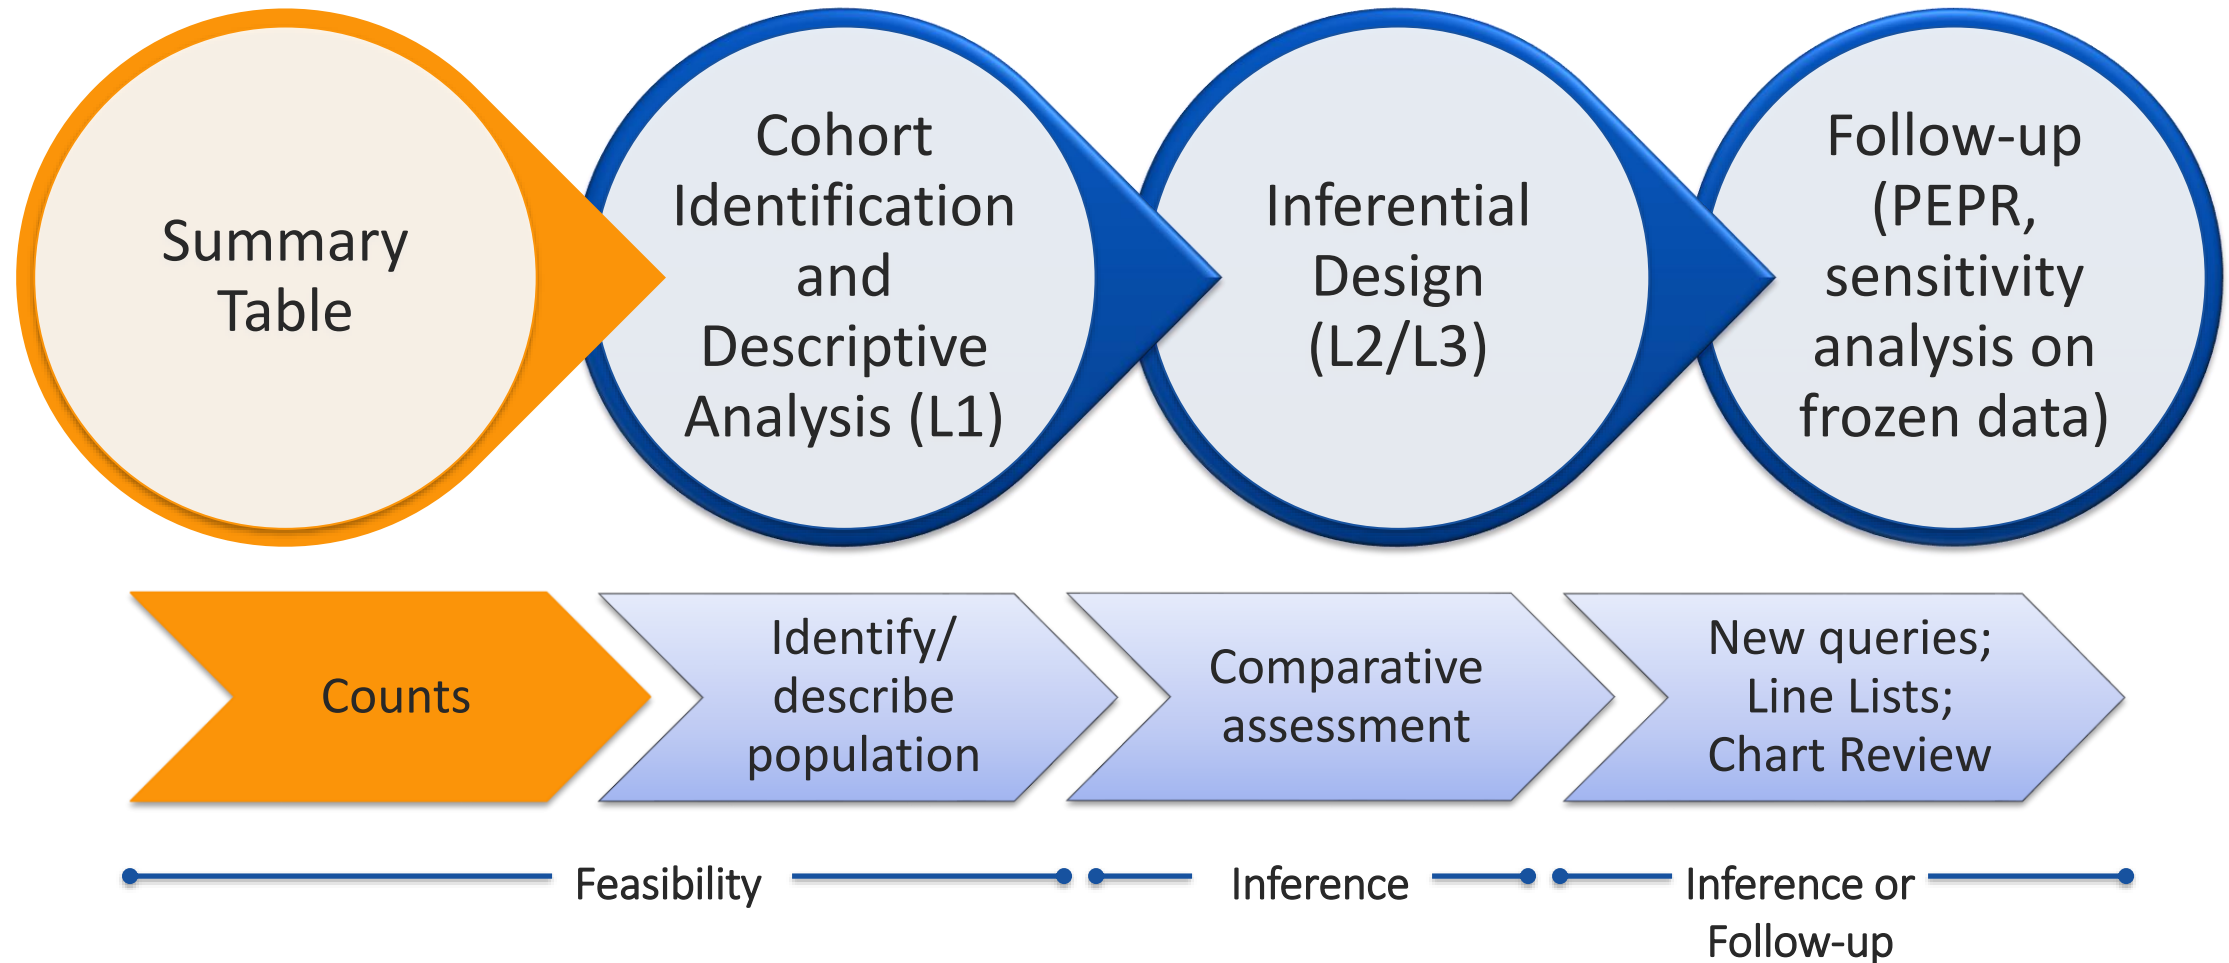 Summary
Table
Cohort
Identification
and
Descriptive
Analysis (L1)
Inferential
Design
(L2/L3)
Follow-up
(PEPR,
sensitivity
analysis on
frozen data)
Counts
Identify/
describe
population
Comparative
assessment
New queries;
Line Lists;
Chart Review
Feasibility
Inference
Inference or
Follow-up